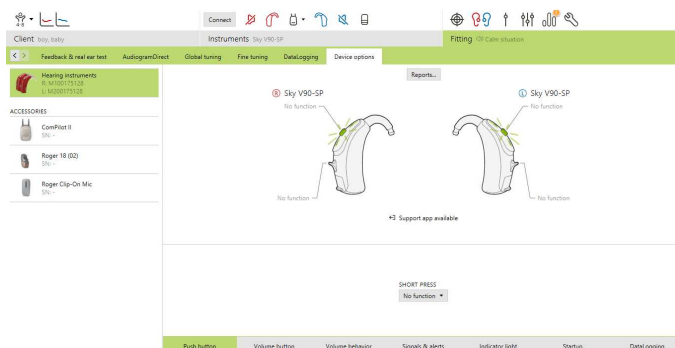 4-8
Connect
Client boy, baby
Instruments Sky V90-SP
Fitting Calm situation
Feedback & real ear test AudiogramDirect Global tuning Fine tuning DataLogging Device options
Hearing instruments
R: M100175128
L: M200175128
ACCESSORIES
ComPilot II
SN: -
Roger 18 (02)
SN: -
Roger Clip-On Mic
SN: -
Reports...
R Sky V90-SP
No function
L Sky V90-SP
No function
No function
No function
Support app available
SHORT PRESS
No function
Push button Volume button Volume behavior Signals & alerts Indicator light Startup DataLogging